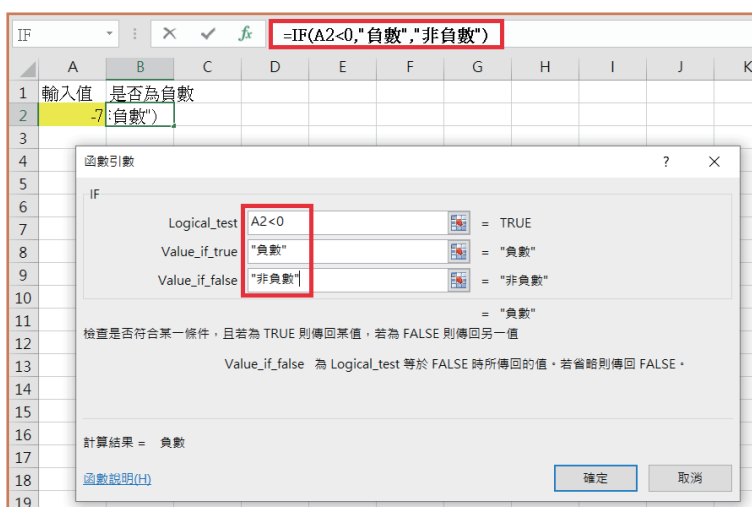 IF fx =IF(A2<0,"負數","非負數")
A B C D E F G H I J K
1 輸入值 是否為負數
2 -7 負數")
3
4 函數引數 ? ×
5
6 IF
7 Logical_test A2<0 = TRUE
8 Value_if_true "負數" = "負數"
9 Value_if_false "非負數" = "非負數"
10
11 = "負數"
12 檢查是否符合某一條件，且若為 TRUE 則傳回某值，若為 FALSE 則傳回另一值
13 Value_if_false 為 Logical_test 等於 FALSE 時所傳回的值。若省略則傳回 FALSE。
14
15
16 計算結果 = 負數
17
18 函數說明(H) 確定 取消
19